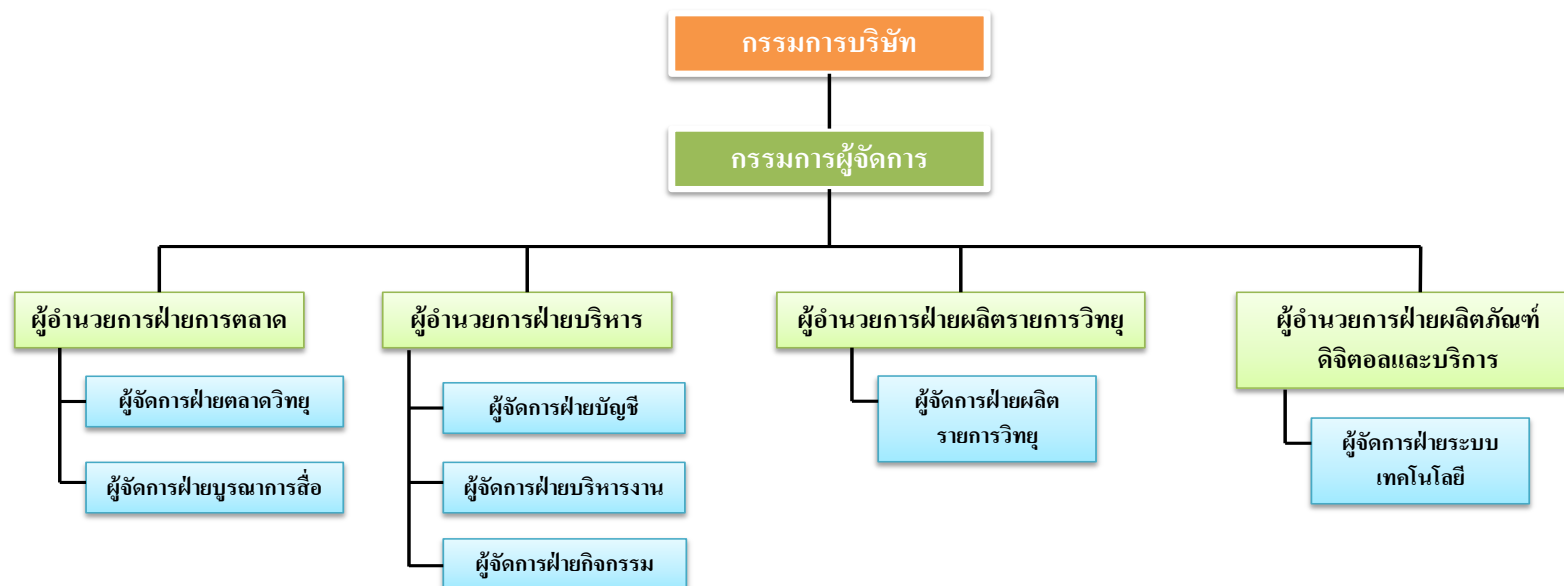 กรรมการบริษัท
กรรมการผู้จัดการ
ผู้อำนวยการฝ่ายการตลาด
ผู้จัดการฝ่ายตลาดวิทยุ
ผู้จัดการฝ่ายบูรณาการสื่อ
ผู้อำนวยการฝ่ายบริหาร
ผู้จัดการฝ่ายบัญชี
ผู้จัดการฝ่ายบริหารงาน
ผู้จัดการฝ่ายกิจกรรม
ผู้อำนวยการฝ่ายผลิตรายการวิทยุ
ผู้จัดการฝ่ายผลิต
รายการวิทยุ
ผู้อำนวยการฝ่ายผลิตภัณฑ์
ดิจิตอลและบริการ
ผู้จัดการฝ่ายระบบ
เทคโนโลยี